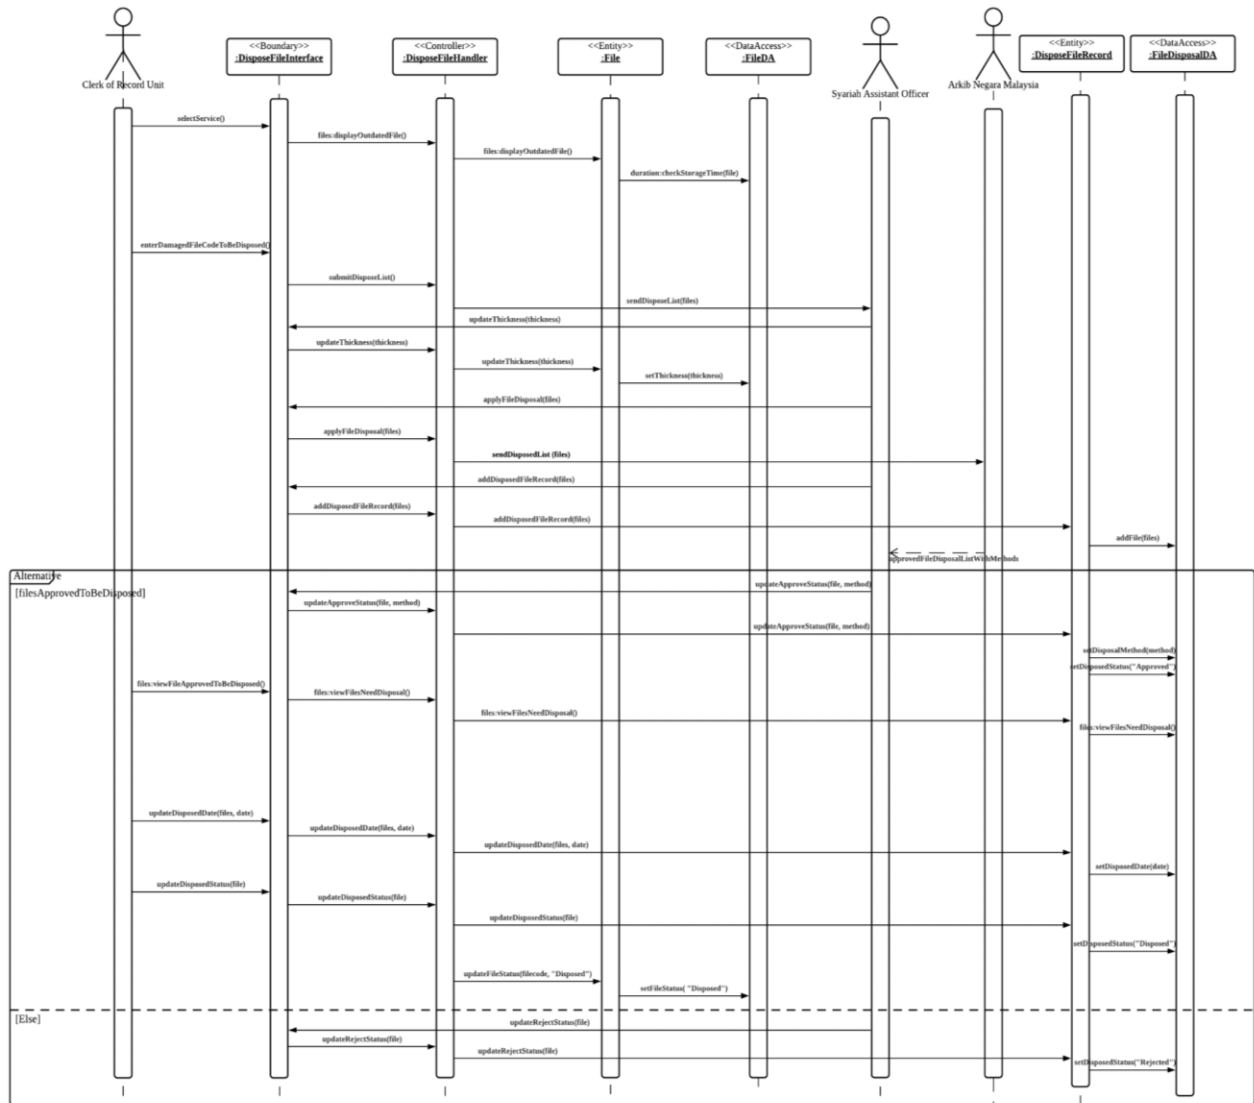 <<Boundary>>
:DisposeFileInterface
<<Controller>>
:DisposeFileHandler
<<Entity>>
:File
<<DataAccess>>
:FileDA
<<Entity>>
:DisposeFileRecord
<<DataAccess>>
:FileDisposalDA
Clerk of Record Unit
Syariah Assistant Officer
Arkib Negara Malaysia
selectService()
files:displayOutdatedFile()
files:displayOutdatedFile()
duration:checkStorageTime(file)
enterDamagedFileCodeToBeDisposed()
submitDisposeList()
sendDisposeList(files)
updateThickness(thickness)
updateThickness(thickness)
updateThickness(thickness)
setThickness(thickness)
applyFileDisposal(files)
applyFileDisposal(files)
sendDisposedList (files)
addDisposedFileRecord(files)
addDisposedFileRecord(files)
addDisposedFileRecord(files)
addFile(files)
approvedFileDisposalListWithMethods
Alternative
[filesApprovedToBeDisposed]
updateApproveStatus(file, method)
updateApproveStatus(file, method)
updateApproveStatus(file, method)
setDisposalMethod(method)
setDisposedStatus("Approved")
files:viewFileApprovedToBeDisposed()
files:viewFilesNeedDisposal()
files:viewFilesNeedDisposal()
files:viewFilesNeedDisposal()
updateDisposedDate(files, date)
updateDisposedDate(files, date)
updateDisposedDate(files, date)
setDisposedDate(date)
updateDisposedStatus(file)
updateDisposedStatus(file)
updateDisposedStatus(file)
setDisposedStatus("Disposed")
updateFileStatus(filecode, "Disposed")
setFileStatus( "Disposed")
[Else]
updateRejectStatus(file)
updateRejectStatus(file)
updateRejectStatus(file)
setDisposedStatus("Rejected")